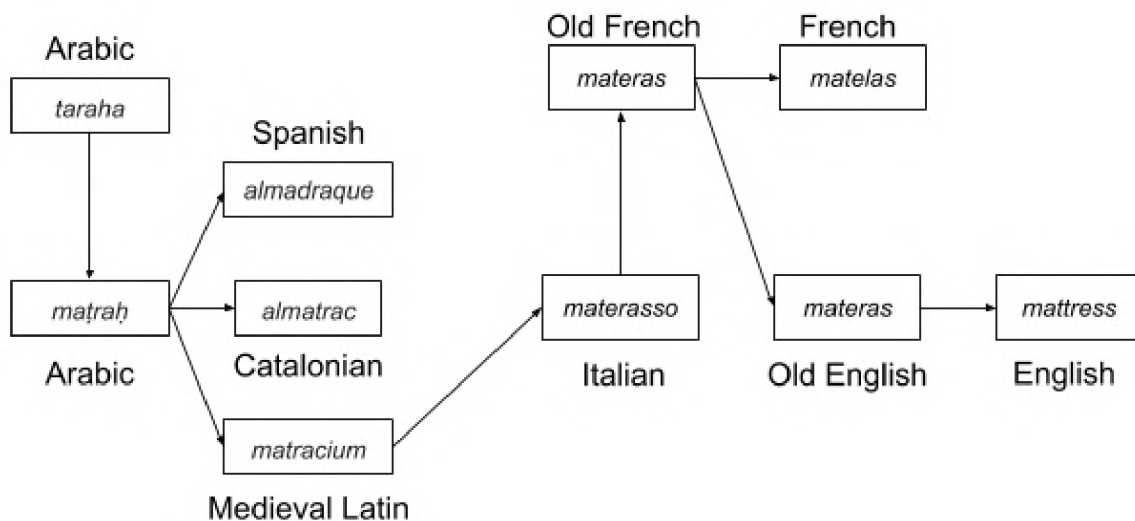 Arabic
taraha
Spanish
almadraque
maṭraḥ
Arabic
almatrac
Catalonian
matracium
Medieval Latin
Old French
materas
French
matelas
materasso
Italian
materas
Old English
mattress
English